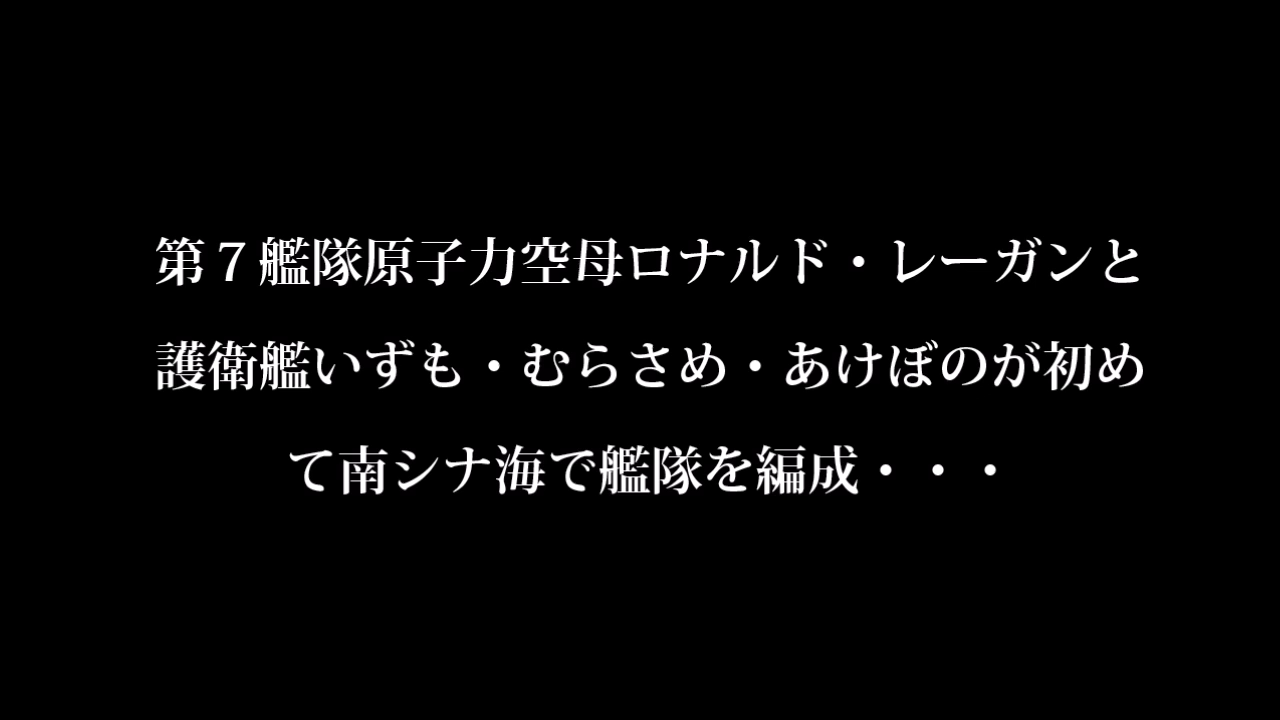 第７艦隊原子力空母ロナルド・レーガンと
護衛艦いずも・むらさめ・あけぼのが初め
て南シナ海で艦隊を編成・・・